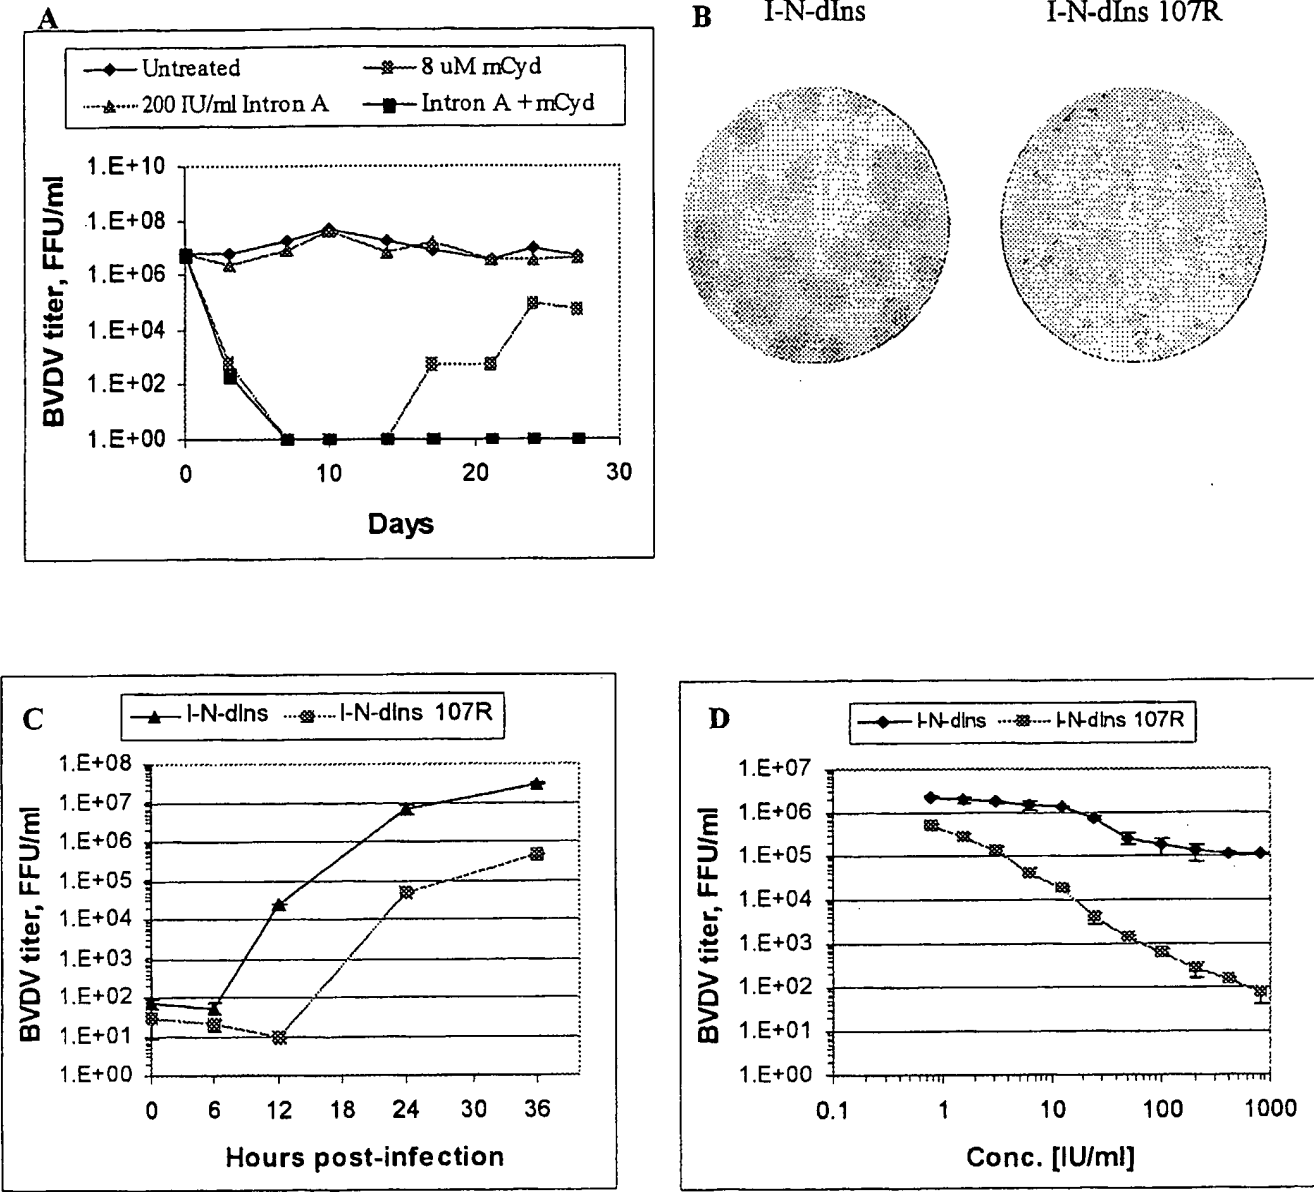 A
Untreated
8 uM mCyd
200 IU/ml Intron A
Intron A + mCyd
1.E+10
1.E+08
1.E+06
1.E+04
1.E+02
1.E+00
BVDV titer, FFU/ml
0 10 20 30
Days
B
I-N-dIns
I-N-dIns 107R
C
I-N-dIns
I-N-dIns 107R
1.E+08
1.E+07
1.E+06
1.E+05
1.E+04
1.E+03
1.E+02
1.E+01
1.E+00
BVDV titer, FFU/ml
0 6 12 18 24 30 36
Hours post-infection
D
I-N-dIns
I-N-dIns 107R
1.E+07
1.E+06
1.E+05
1.E+04
1.E+03
1.E+02
1.E+01
1.E+00
BVDV titer, FFU/ml
0.1 1 10 100 1000
Conc. [IU/ml]